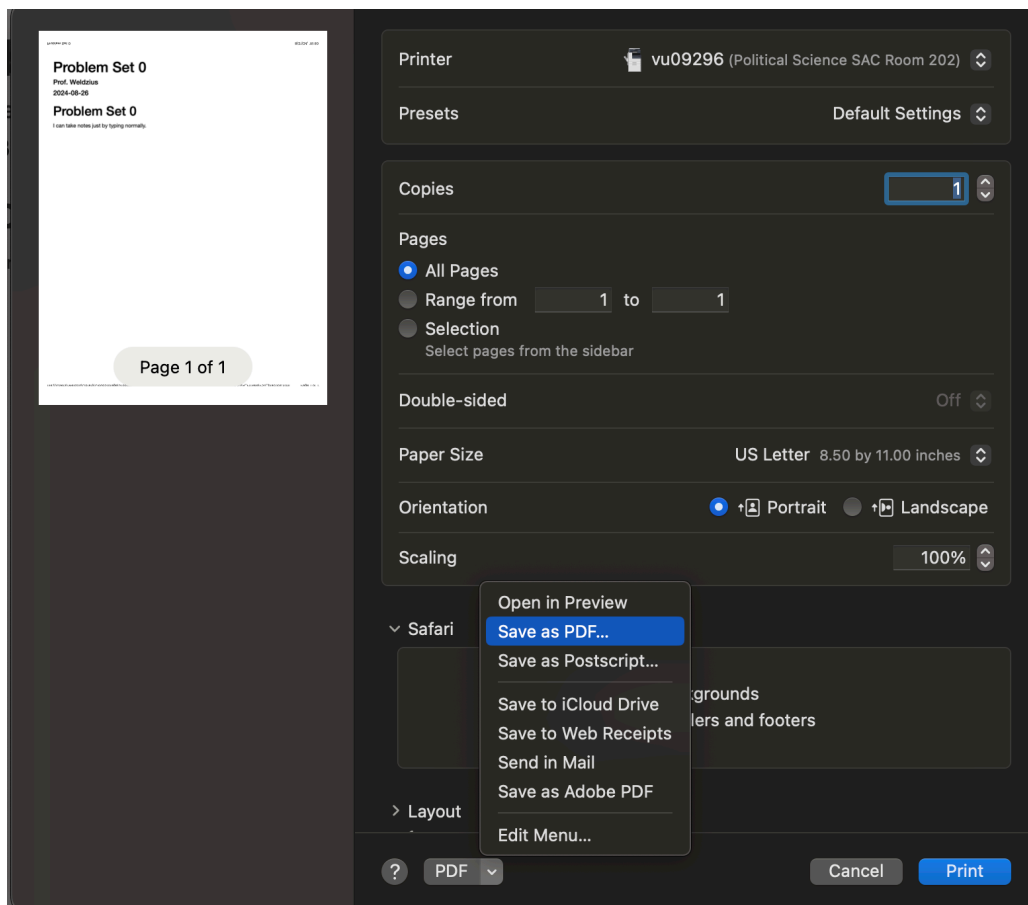 Problem Set 0
Prof. Weldzius
2024-08-26
Problem Set 0
I can take notes just by typing normally.
Page 1 of 1
Printer vu09296 (Political Science SAC Room 202)
Presets Default Settings
Copies 1
Pages
All Pages
Range from 1 to 1
Selection
Select pages from the sidebar
Double-sided Off
Paper Size US Letter 8.50 by 11.00 inches
Orientation Portrait Landscape
Scaling 100%
Open in Preview
Safari
Save as PDF...
Save as Postscript...
Save to iCloud Drive
Save to Web Receipts
Send in Mail
Save as Adobe PDF
Edit Menu...
grounds
ers and footers
Layout
? PDF Cancel Print